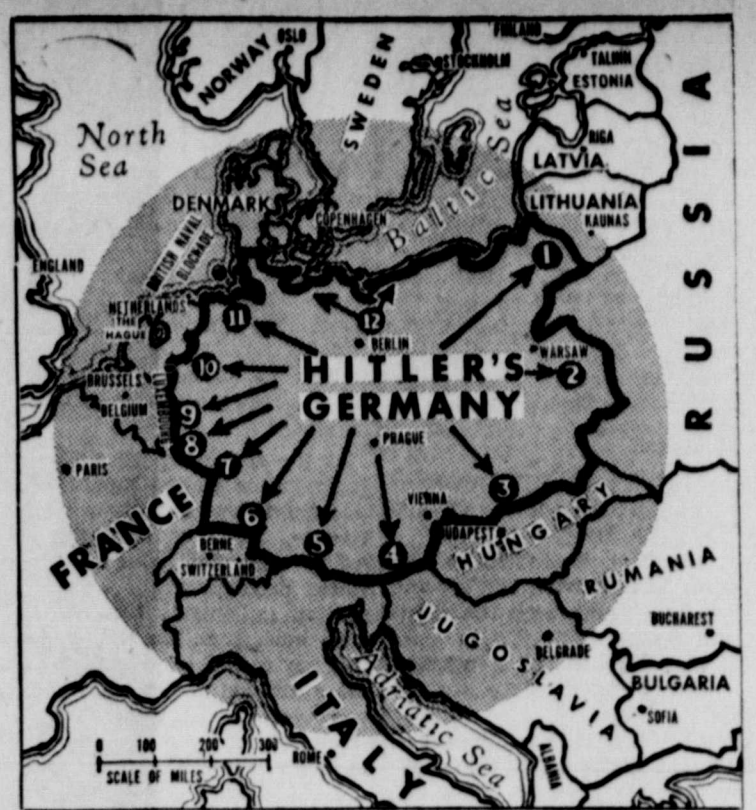 OSLO
NORWAY
SWEDEN
STOCKHOLM
FINLAND
TALINN
ESTONIA
RUSSIA
North
Sea
Baltic Sea
RIGA
LATVIA
LITHUANIA
KAUNAS
DENMARK
COPENHAGEN
BRITISH NAVAL
BLOCKADE
ENGLAND
NETHERLANDS
THE
HAGUE
1
11
12
BERLIN
WARSAW
10
HITLER'S
GERMANY
2
BRUSSELS
BELGIUM
LUXEMBOURG
9
8
7
PRAGUE
PARIS
FRANCE
3
VIENNA
6
5
4
BUDAPEST
HUNGARY
BERNE
SWITZERLAND
RUMANIA
BUCHAREST
JUGOSLAVIA
BELGRADE
BULGARIA
SOFIA
ITALY
Adriatic Sea
ALBANIA
ROME
0 100 200 300
SCALE OF MILES